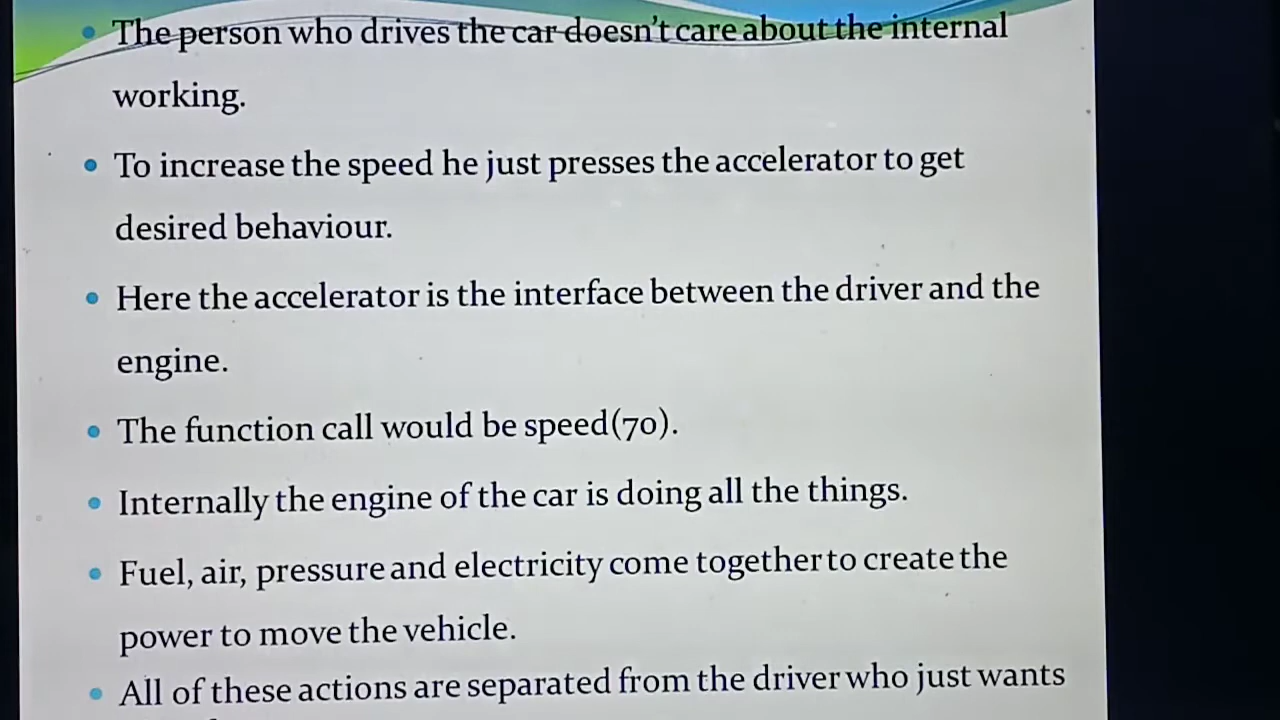 The person who drives the car doesn't care about the internal
working.
To increase the speed he just presses the accelerator to get
desired behaviour.
Here the accelerator is the interface between the driver and the
engine.
The function call would be speed(70).
Internally the engine of the car is doing all the things.
Fuel, air, pressure and electricity come together to create the
power to move the vehicle.
All of these actions are separated from the driver who just wants